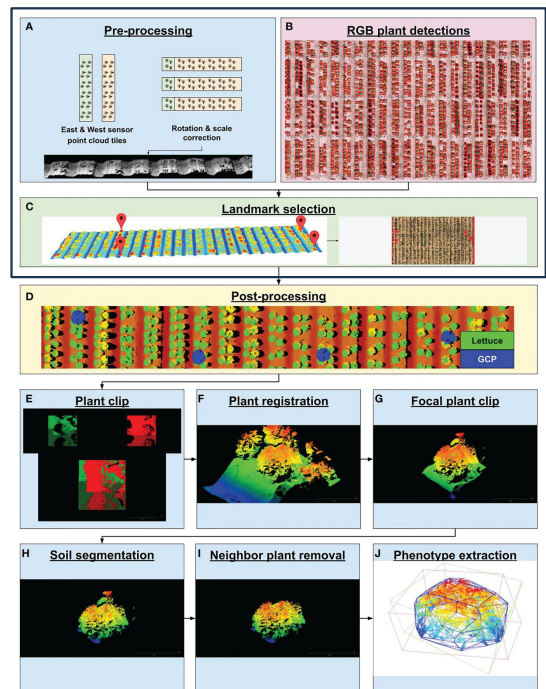 A
Pre-processing
East & West sensor
point cloud tiles
Rotation & scale
correction
B
RGB plant detections
C
Landmark selection
D
Post-processing
Lettuce
GCP
E
Plant clip
F
Plant registration
G
Focal plant clip
H
Soil segmentation
I
Neighbor plant removal
J
Phenotype extraction